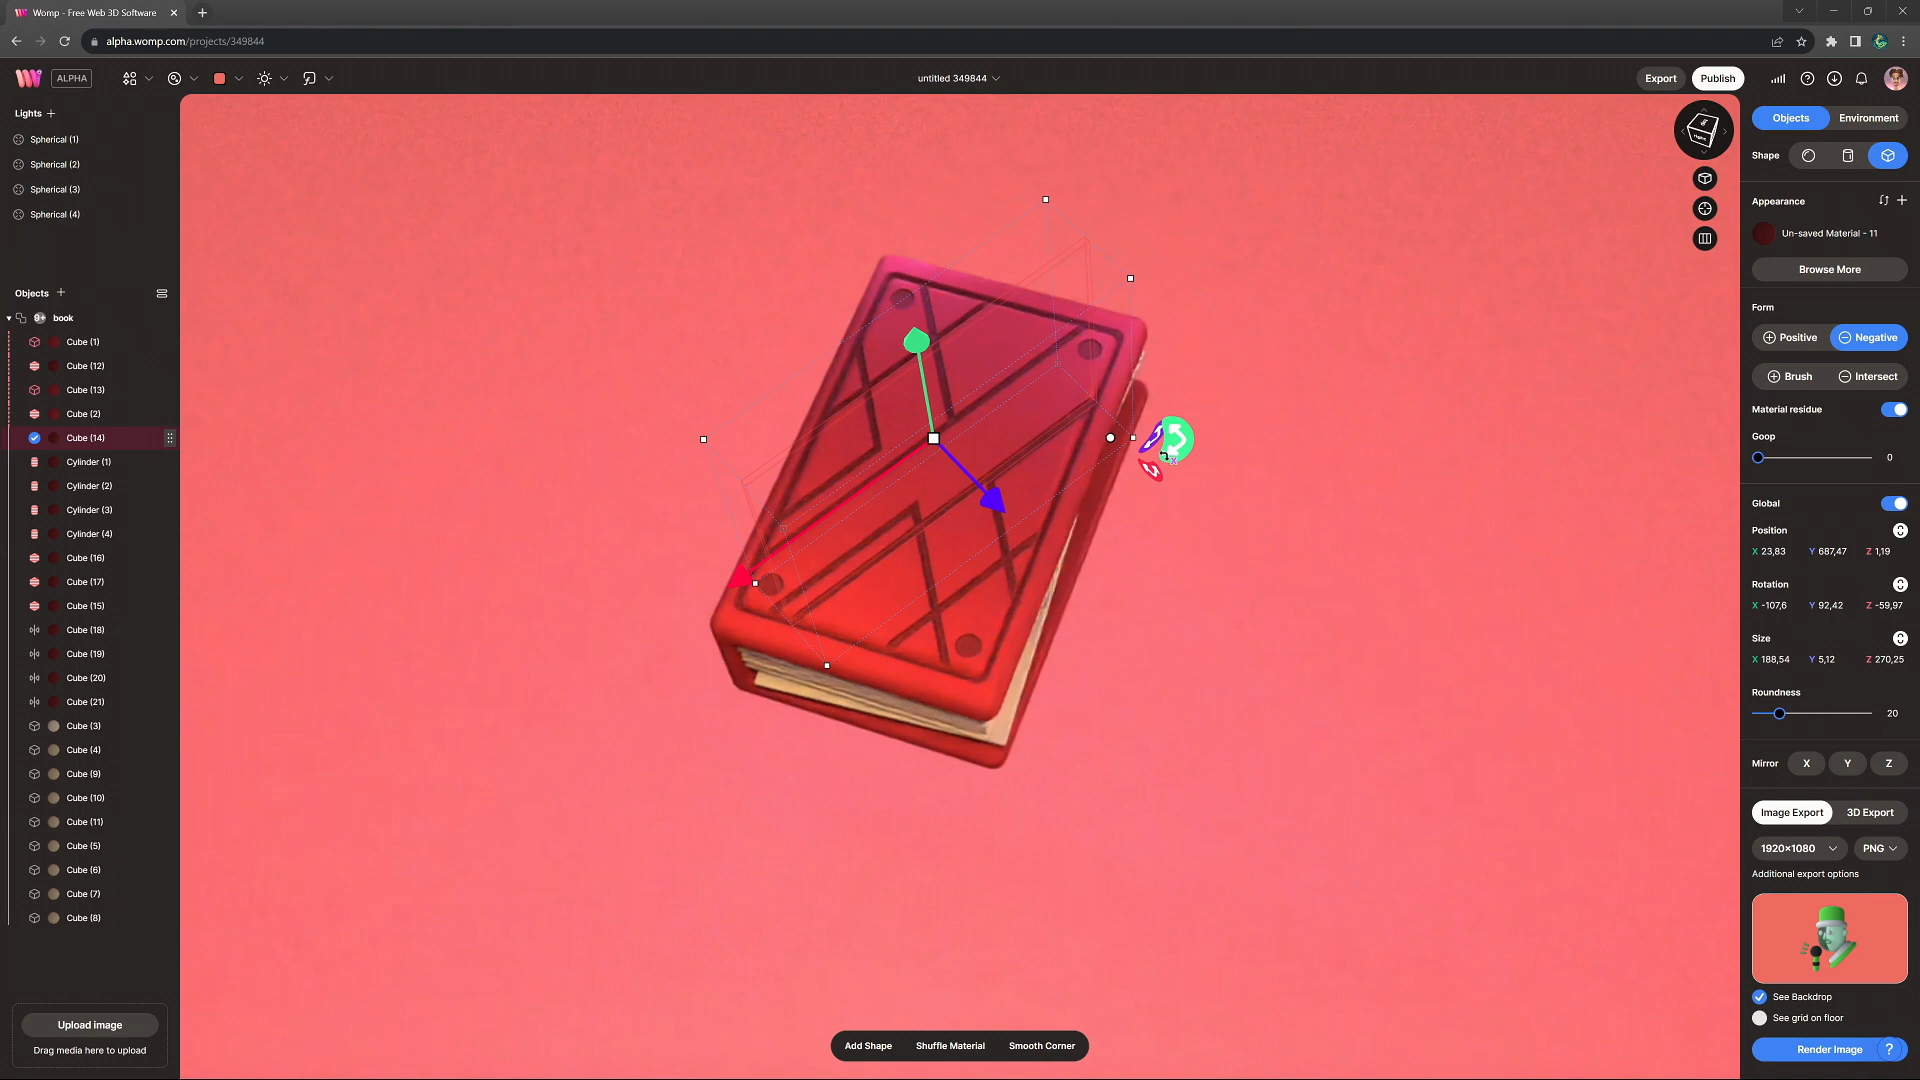 Womp - Free Web 3D Software
alpha.womp.com/projects/349844
ALPHA
untitled 349844
Export
Publish
Lights
Spherical (1)
Spherical (2)
Spherical (3)
Spherical (4)
Objects
9+ book
Cube (1)
Cube (12)
Cube (13)
Cube (2)
Cube (14)
Cylinder (1)
Cylinder (2)
Cylinder (3)
Cylinder (4)
Cube (16)
Cube (17)
Cube (15)
Cube (18)
Cube (19)
Cube (20)
Cube (21)
Cube (3)
Cube (4)
Cube (9)
Cube (10)
Cube (11)
Cube (5)
Cube (6)
Cube (7)
Cube (8)
Upload image
Drag media here to upload
X
Add Shape Shuffle Material Smooth Corner
Objects Environment
Shape
Appearance
Un-saved Material - 11
Browse More
Form
Positive Negative
Brush Intersect
Material residue
Goop
0
Global
Position
X 23,83 Y 687,47 Z 1,19
Rotation
X -107,6 Y 92,42 Z -59,97
Size
X 188,54 Y 5,12 Z 270,25
Roundness
20
Mirror X Y Z
Image Export 3D Export
1920×1080 PNG
Additional export options
See Backdrop
See grid on floor
Render Image ?